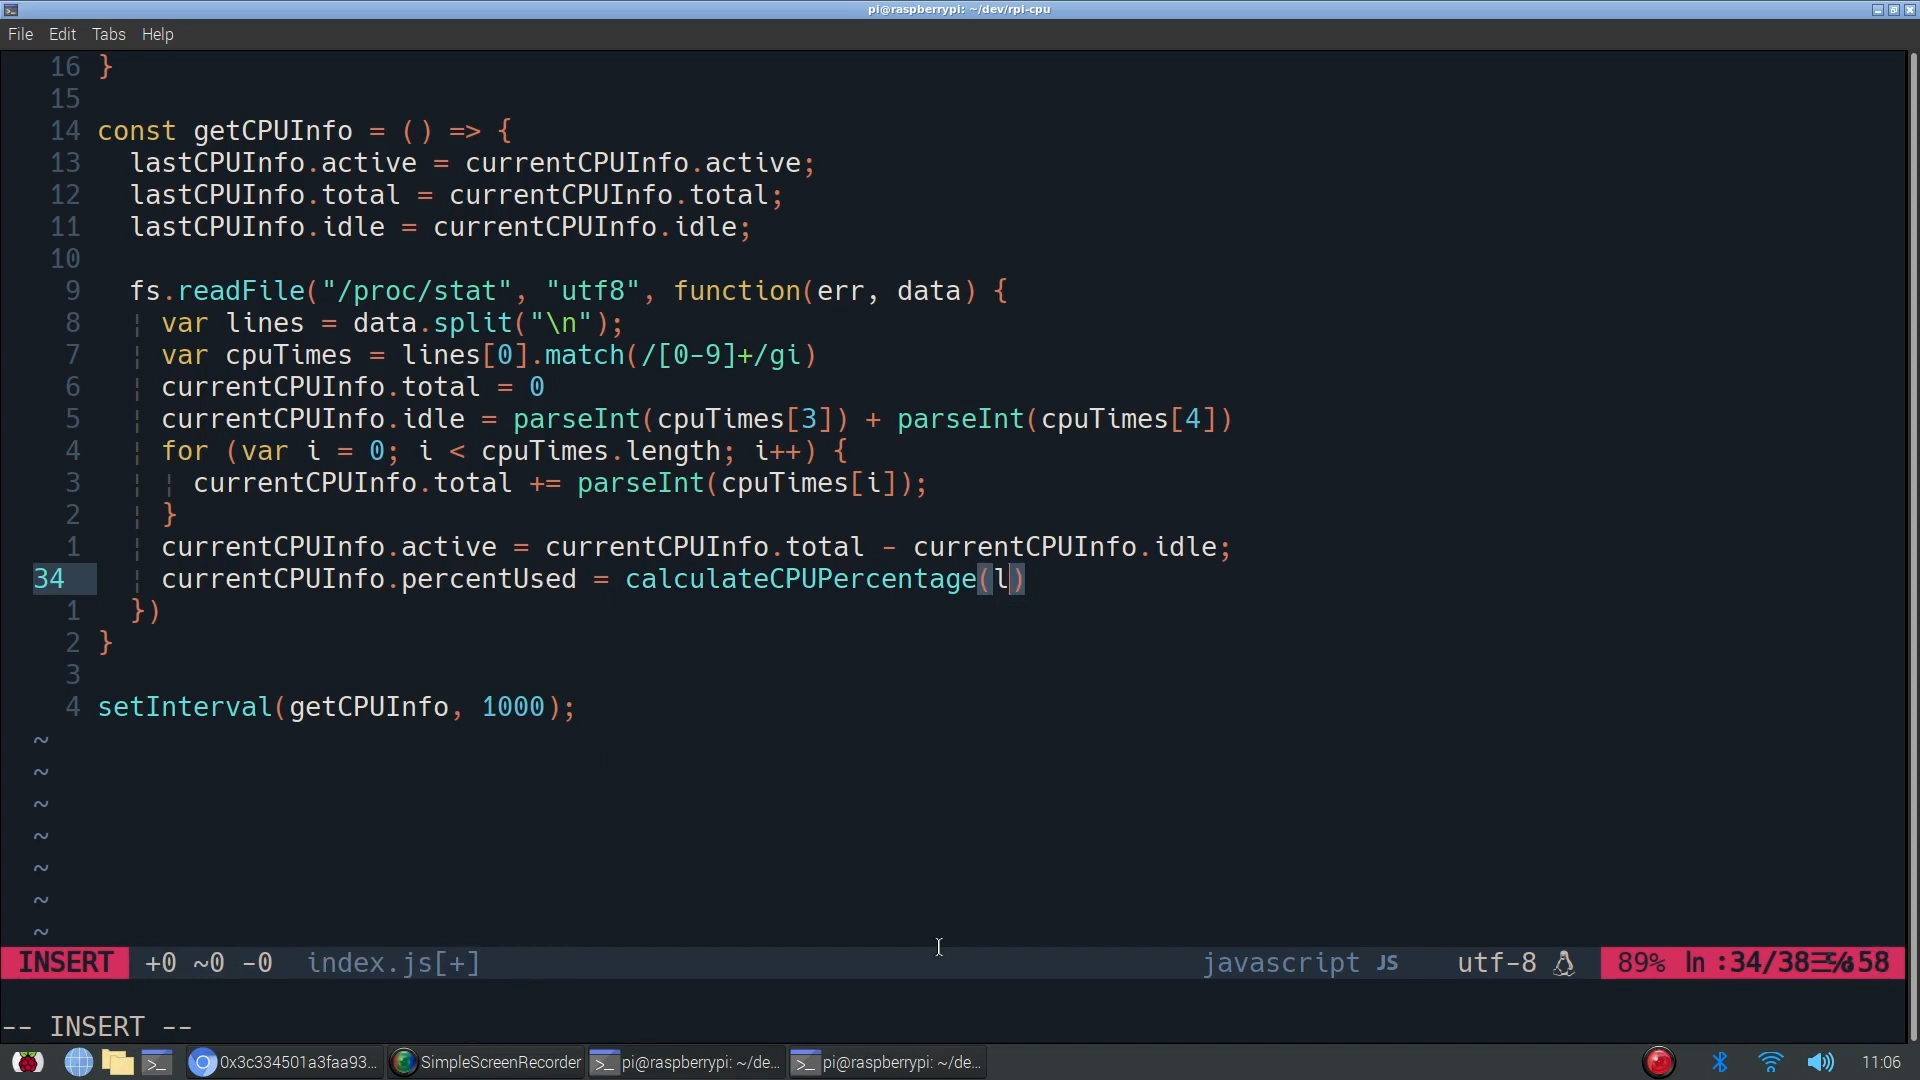 pi@raspberrypi: ~/dev/rpi-cpu
File Edit Tabs Help
16 }
15
14 const getCPUInfo = () => {
13 lastCPUInfo.active = currentCPUInfo.active;
12 lastCPUInfo.total = currentCPUInfo.total;
11 lastCPUInfo.idle = currentCPUInfo.idle;
10
9 fs.readFile("/proc/stat", "utf8", function(err, data) {
8 ¦ var lines = data.split("\n");
7 ¦ var cpuTimes = lines[0].match(/[0-9]+/gi)
6 ¦ currentCPUInfo.total = 0
5 ¦ currentCPUInfo.idle = parseInt(cpuTimes[3]) + parseInt(cpuTimes[4])
4 ¦ for (var i = 0; i < cpuTimes.length; i++) {
3 ¦ ¦ currentCPUInfo.total += parseInt(cpuTimes[i]);
2 ¦ }
1 ¦ currentCPUInfo.active = currentCPUInfo.total - currentCPUInfo.idle;
34 ¦ currentCPUInfo.percentUsed = calculateCPUPercentage(l)
1 })
2 }
3
4 setInterval(getCPUInfo, 1000);
~
~
~
~
~
~
~
INSERT +0 ~0 -0 index.js[+] javascript JS utf-8 89% ln :34/38 58
-- INSERT --
0x3c334501a3faa93... SimpleScreenRecorder pi@raspberrypi: ~/de... pi@raspberrypi: ~/de... 11:06